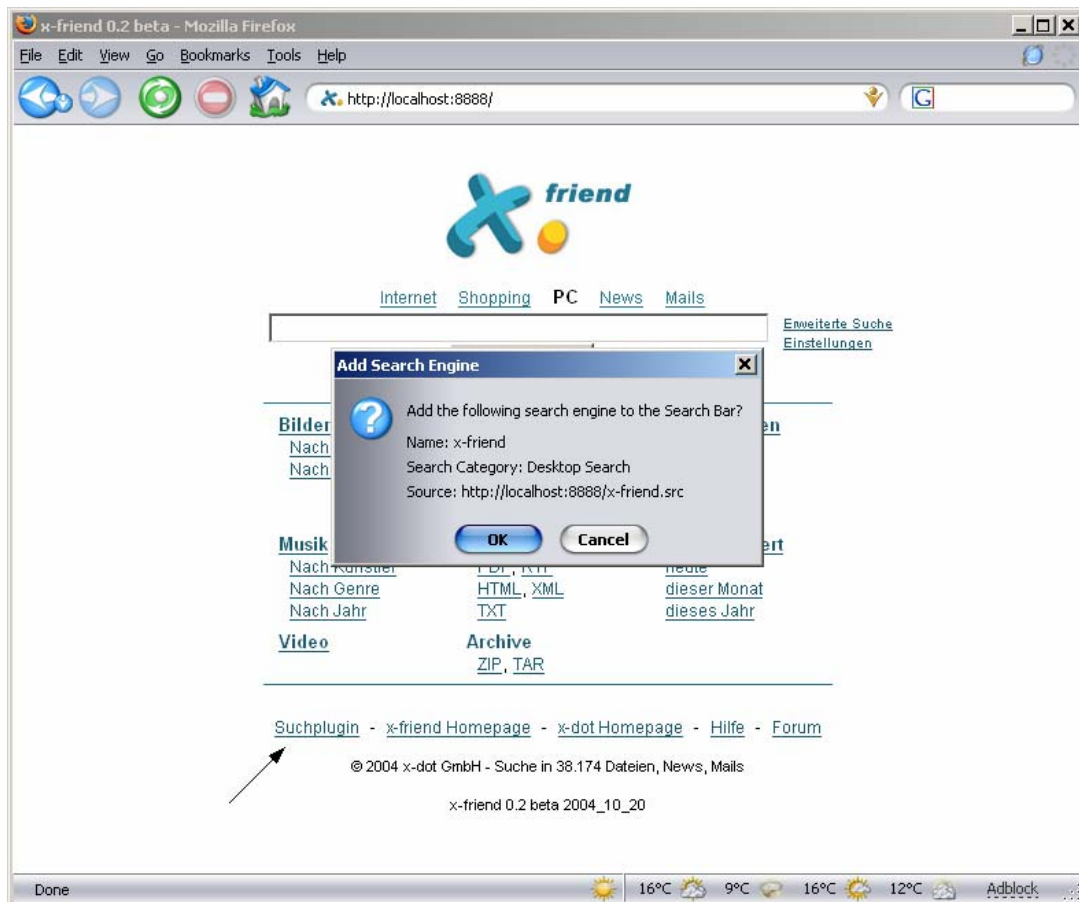 x-friend 0.2 beta - Mozilla Firefox
File Edit View Go Bookmarks Tools Help
http://localhost:8888/
G
friend
Internet Shopping PC News Mails
Erweiterte Suche
Einstellungen
Add Search Engine
Add the following search engine to the Search Bar?
Name: x-friend
Search Category: Desktop Search
Source: http://localhost:8888/x-friend.src
OK Cancel
Bilder
Nach
Nach
Musik
Nach Künstler PDF, RTF heute
Nach Genre HTML, XML dieser Monat
Nach Jahr TXT dieses Jahr
Video Archive
ZIP, TAR
Suchplugin - x-friend Homepage - x-dot Homepage - Hilfe - Forum
© 2004 x-dot GmbH - Suche in 38.174 Dateien, News, Mails
x-friend 0.2 beta 2004_10_20
Done 16°C 9°C 16°C 12°C Adblock